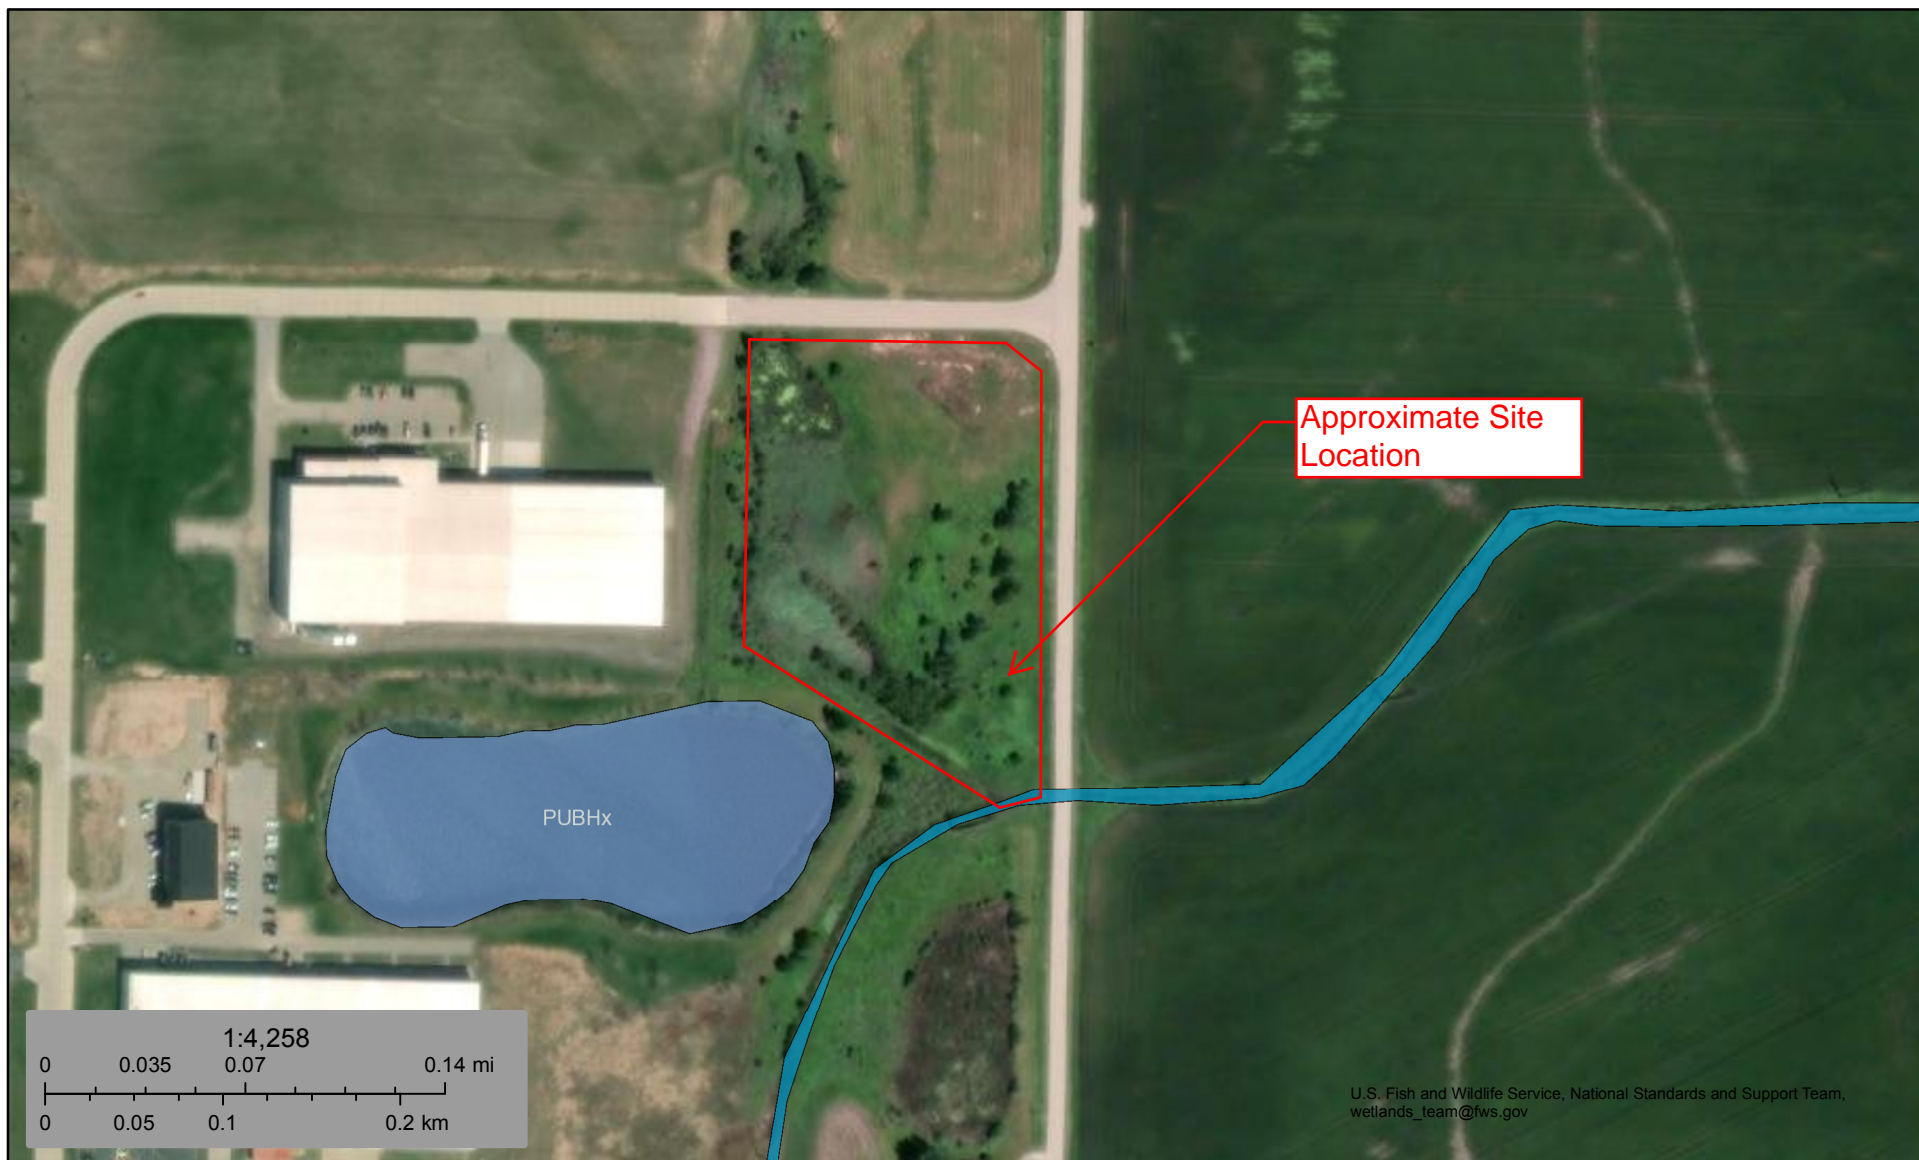 Approximate Site
Location
PUBHx
1:4,258
0 0.035 0.07 0.14 mi
0 0.05 0.1 0.2 km
U.S. Fish and Wildlife Service, National Standards and Support Team,
wetlands_team@fws.gov